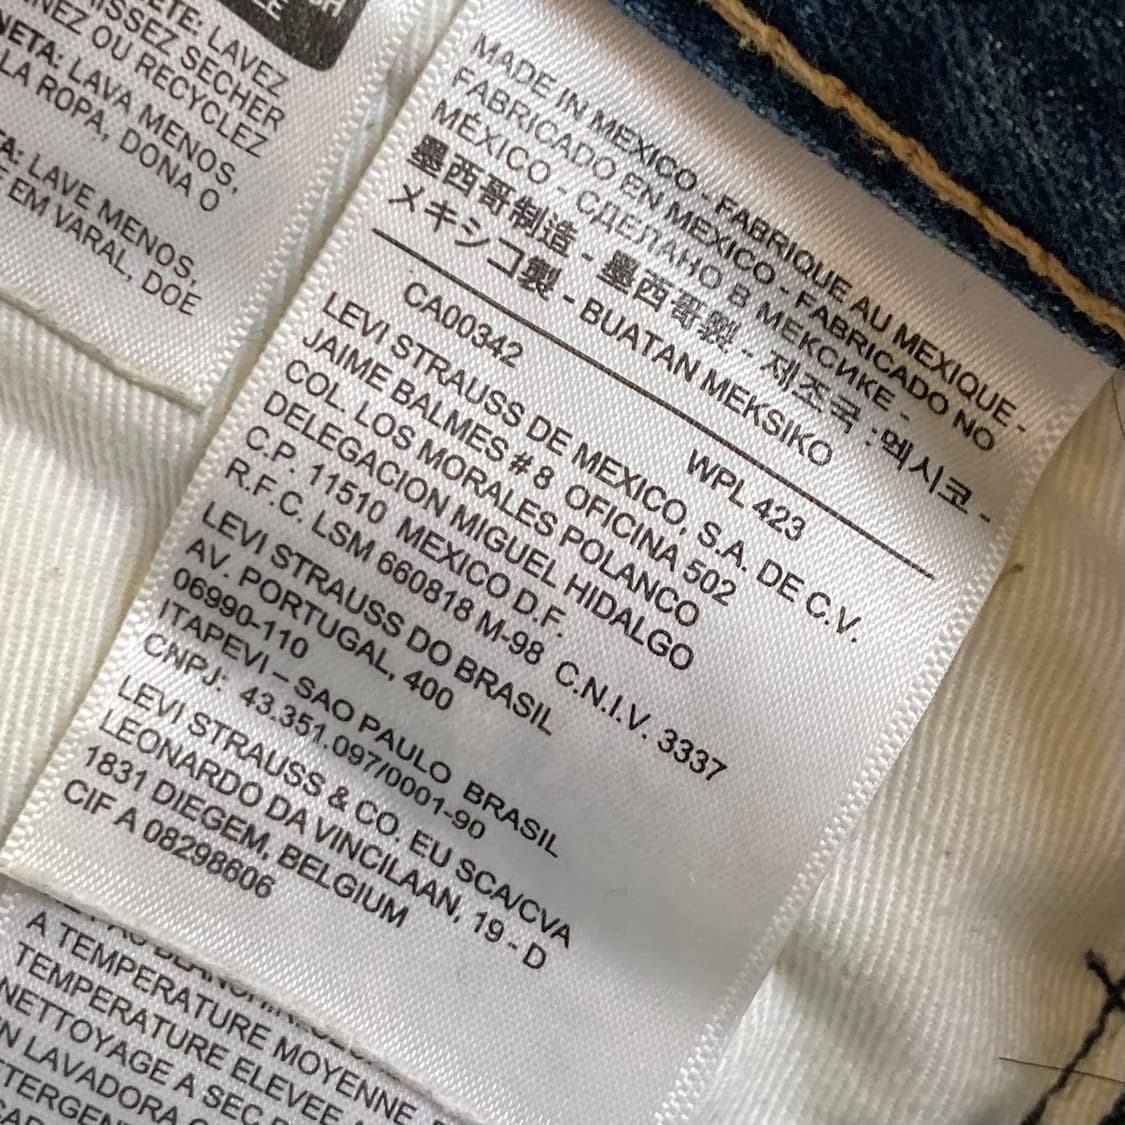 LLE
ÈTE: LAVEZ
AISSEZ SECHER
NEZ OU RECYCLEZ
NETA: LAVA MENOS,
LA ROPA, DONA O
TA: LAVE MENOS,
EM VARAL, DOE
MADE IN MEXICO - FABRIQUE AU MEXIQUE -
FABRICADO EN MEXICO - FABRICADO NO
MÉXICO - СДЕЛАНО В МЕКСИКЕ -
墨西哥制造 - 墨西哥製 - 제조국 :멕시코 -
メキシコ製 - BUATAN MEKSIKO
CA00342 WPL 423
LEVI STRAUSS DE MEXICO, S.A. DE C.V.
JAIME BALMES # 8 OFICINA 502
COL. LOS MORALES POLANCO
DELEGACION MIGUEL HIDALGO
C.P. 11510 MEXICO D.F.
R.F.C. LSM 660818 M-98 C.N.I.V. 3337
LEVI STRAUSS DO BRASIL
AV. PORTUGAL, 400
06990-110
ITAPEVI – SAO PAULO BRASIL
CNPJ: 43.351.097/0001-90
LEVI STRAUSS & CO. EU SCA/CVA
LEONARDO DA VINCILAAN, 19 - D
1831 DIEGEM, BELGIUM
CIF A 08298606
A TEMPERATURE MOYENNE
TEMPERATURE ELEVEE
NETTOYAGE A SEC
N LAVADORA